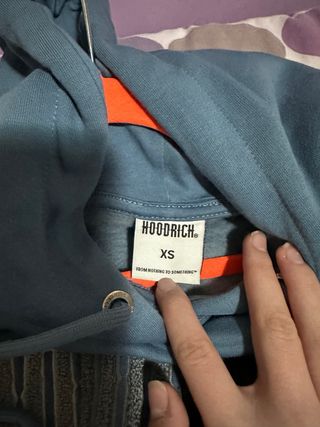 HOODRICH®
XS
FROM NOTHING TO SOMETHING™